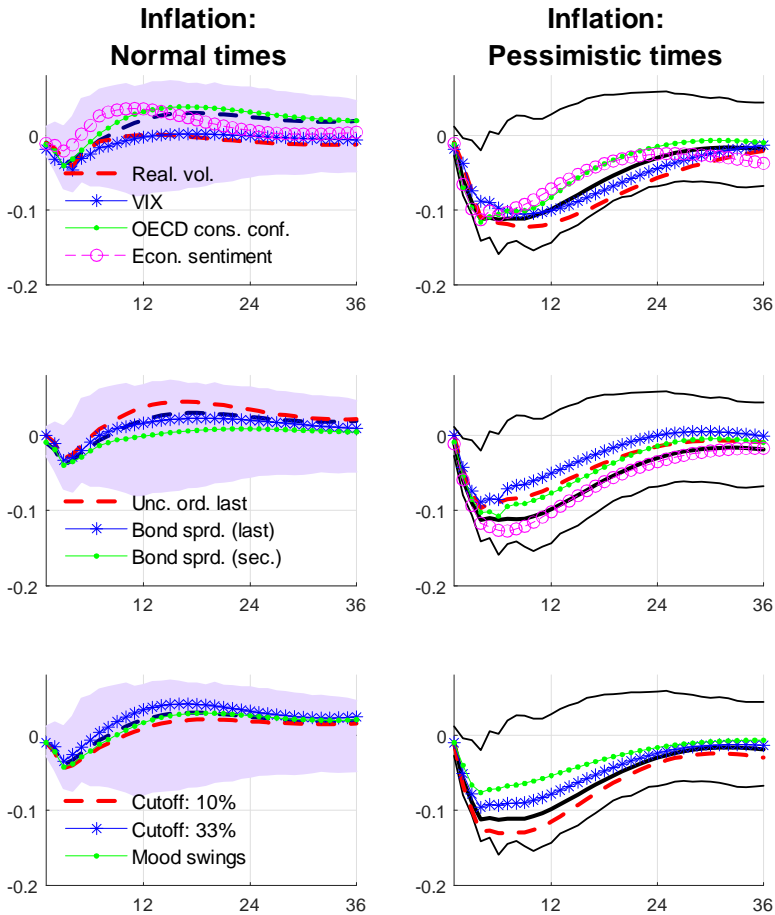 Inflation:
Normal times
Inflation:
Pessimistic times
0
-0.1
-0.2
12
24
36
Real. vol.
VIX
OECD cons. conf.
Econ. sentiment
0
-0.1
-0.2
12
24
36
0
-0.1
-0.2
12
24
36
Unc. ord. last
Bond sprd. (last)
Bond sprd. (sec.)
0
-0.1
-0.2
12
24
36
0
-0.1
-0.2
12
24
36
Cutoff: 10%
Cutoff: 33%
Mood swings
0
-0.1
-0.2
12
24
36